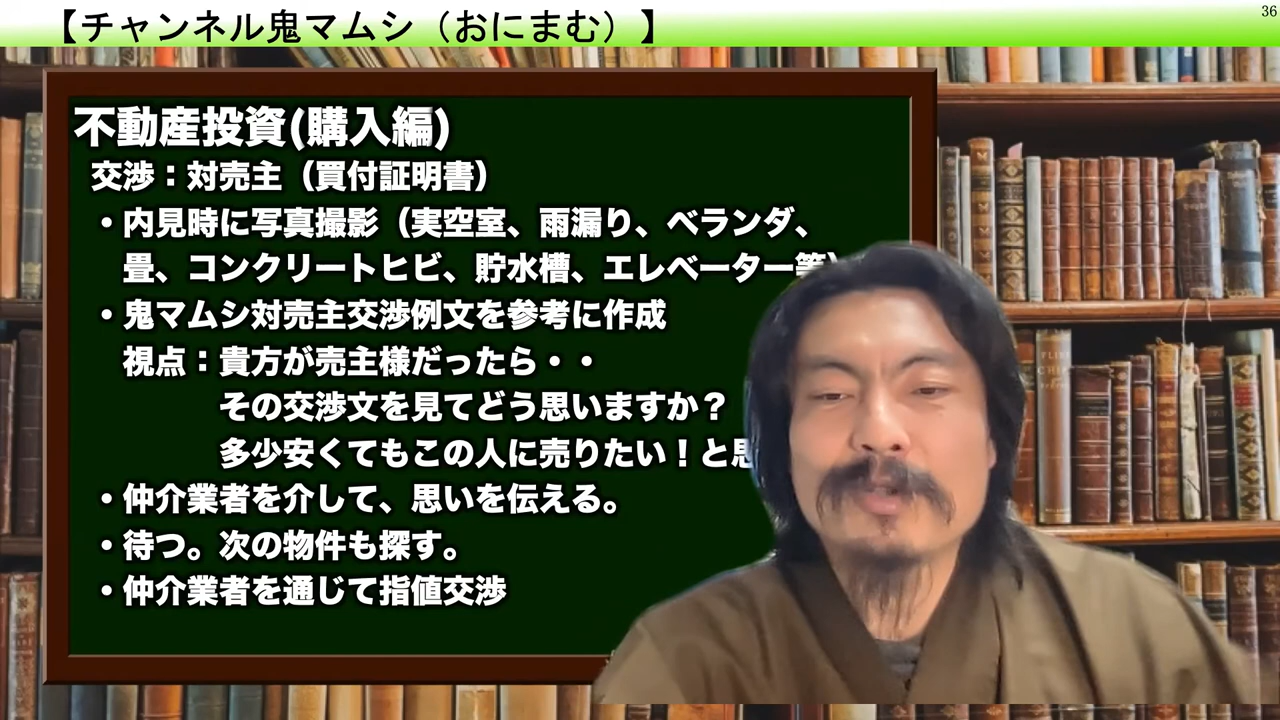 【チャンネル鬼マムシ（おにまむ）】
36
不動産投資(購入編)
交渉：対売主（買付証明書）
・内見時に写真撮影（実空室、雨漏り、ベランダ、
畳、コンクリートヒビ、貯水槽、エレベーター等）
・鬼マムシ対売主交渉例文を参考に作成
視点：貴方が売主様だったら・・
その交渉文を見てどう思いますか？
多少安くてもこの人に売りたい！と思
・仲介業者を介して、思いを伝える。
・待つ。次の物件も探す。
・仲介業者を通じて指値交渉